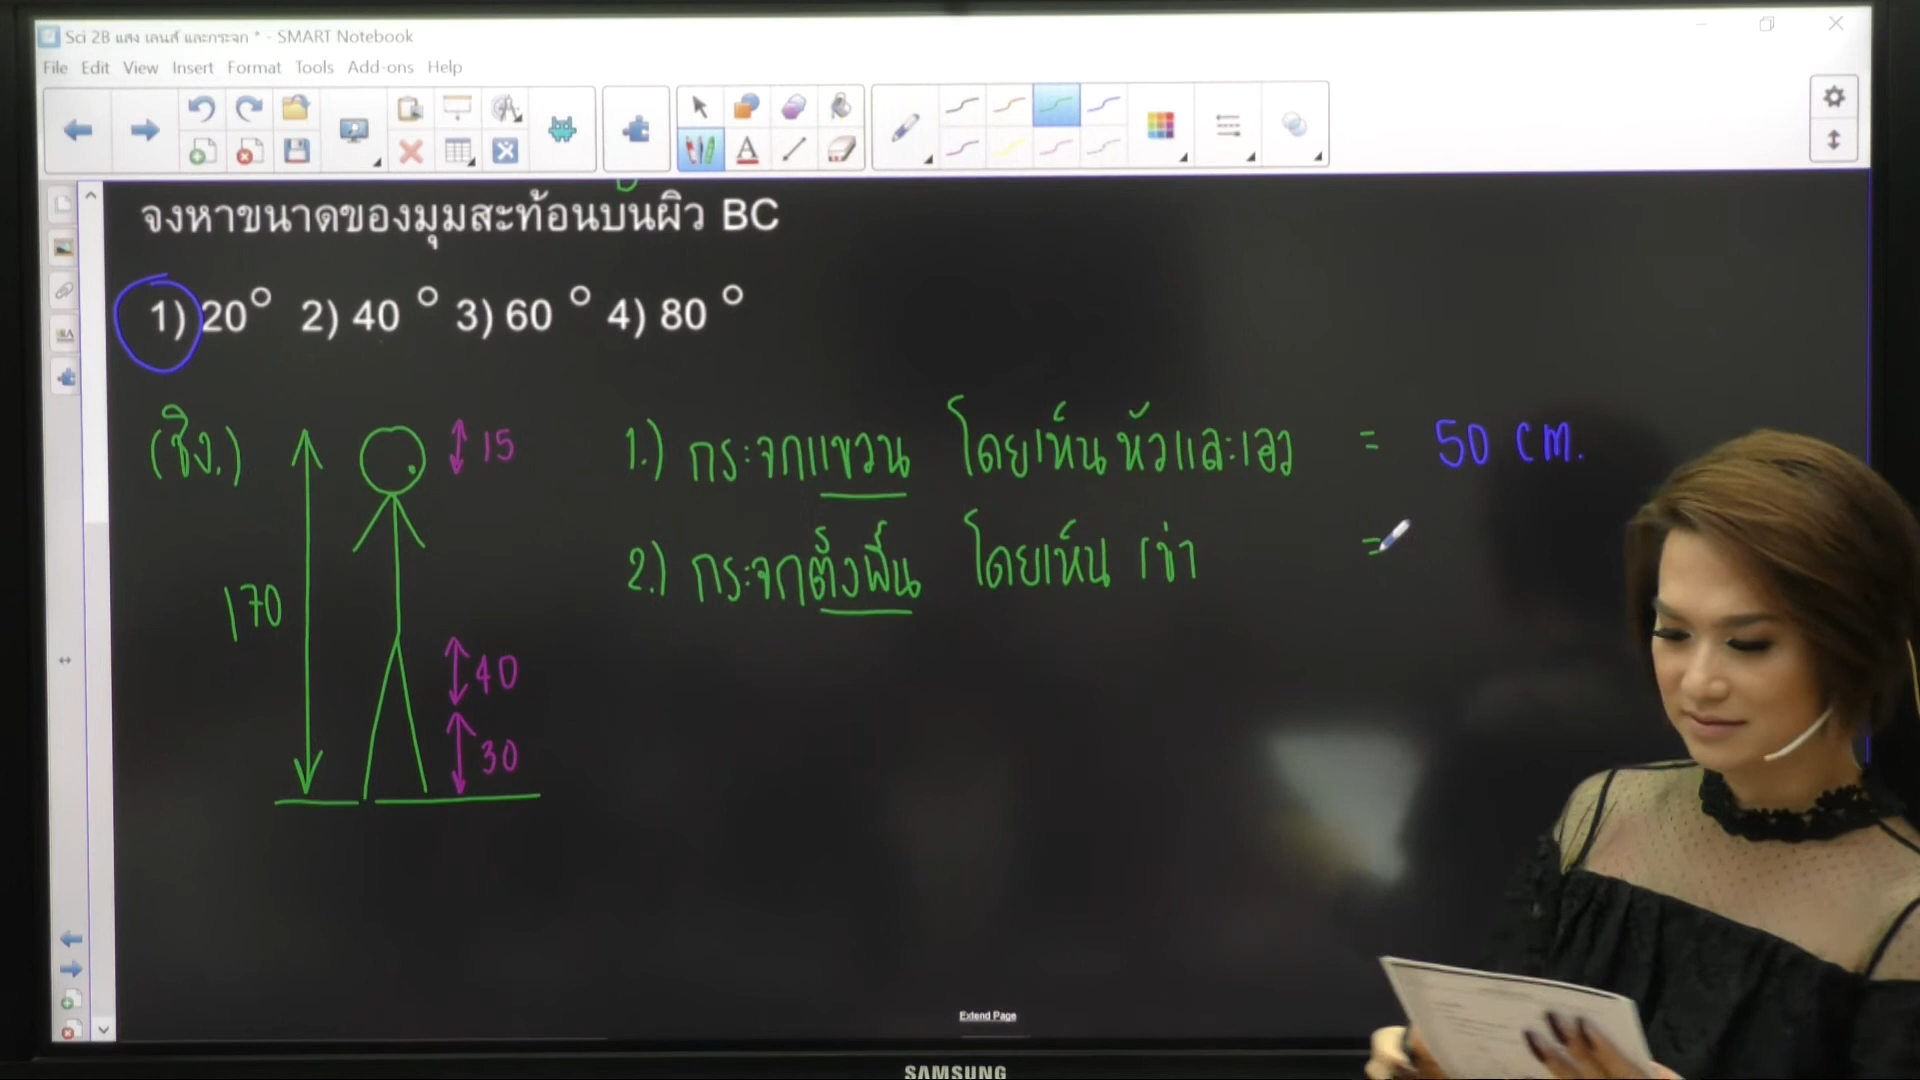 Sci 2B แสง เลนส์ และกระจก * - SMART Notebook
File Edit View Insert Format Tools Add-ons Help
จงหาขนาดของมุมสะท้อนบนผิว BC
1) 20° 2) 40° 3) 60° 4) 80°
(ชิง.)
15
170
40
30
1.) กระจกแขวน โดยเห็นหัวและเอว = 50 cm.
2.) กระจกตั้งพื้น โดยเห็น เข่า =
Extend Page
SAMSUNG